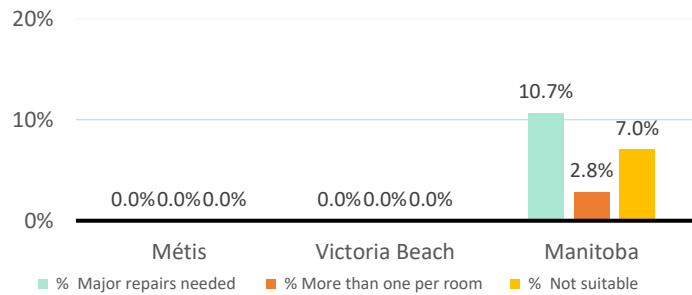 20%
10.7%
10%
7.0%
2.8%
0.0% 0.0% 0.0% 0.0% 0.0% 0.0%
0%
Métis Victoria Beach Manitoba
% Major repairs needed % More than one per room % Not suitable